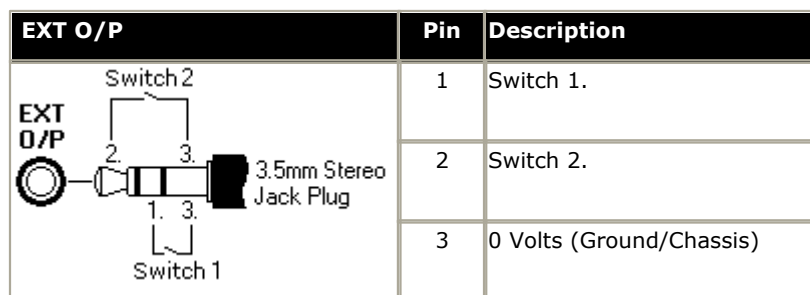 EXT O/P Pin Description
Switch 2
EXT
O/P
2. 3.
3.5mm Stereo
Jack Plug
1. 3.
Switch 1
1 Switch 1.
2 Switch 2.
3 0 Volts (Ground/Chassis)